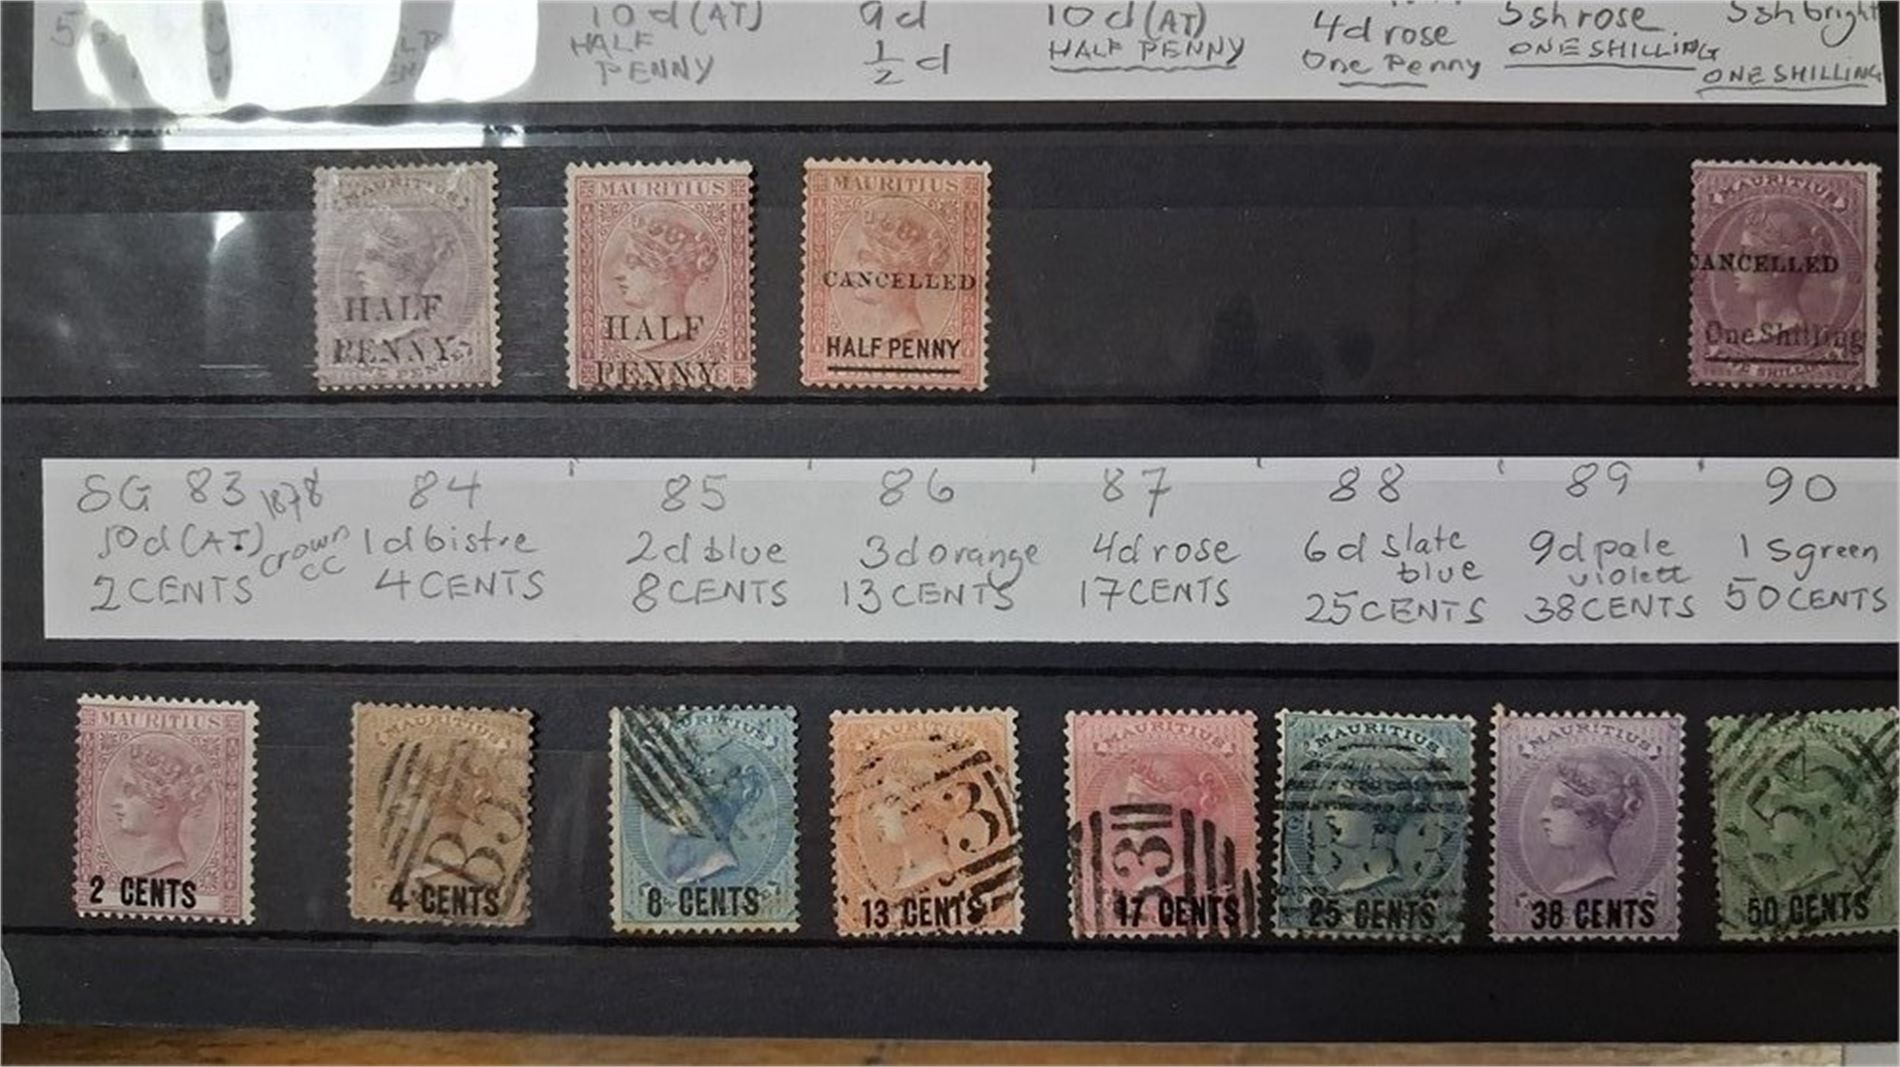 10d(AT) 9d 10d(AT) 4d rose 5sh rose 5sh bright
HALF PENNY 1/2 d HALF PENNY One Penny ONE SHILLING ONE SHILLING
MAURITIUS
HALF
PENNY
MAURITIUS
HALF
PENNY
MAURITIUS
CANCELLED
HALF PENNY
MAURITIUS
CANCELLED
One Shilling
SG 83 1878 84 85 86 87 88 89 90
10d(AT) crown CC 1d bistre 2d blue 3d orange 4d rose 6d slate blue 9d pale violett 1s green
2 CENTS 4 CENTS 8 CENTS 13 CENTS 17 CENTS 25 CENTS 38 CENTS 50 CENTS
MAURITIUS
2 CENTS
MAURITIUS
B53
4 CENTS
8 CENTS
MAURITIUS
13 CENTS
MAURITIUS
17 CENTS
MAURITIUS
25 CENTS
MAURITIUS
38 CENTS
50 CENTS